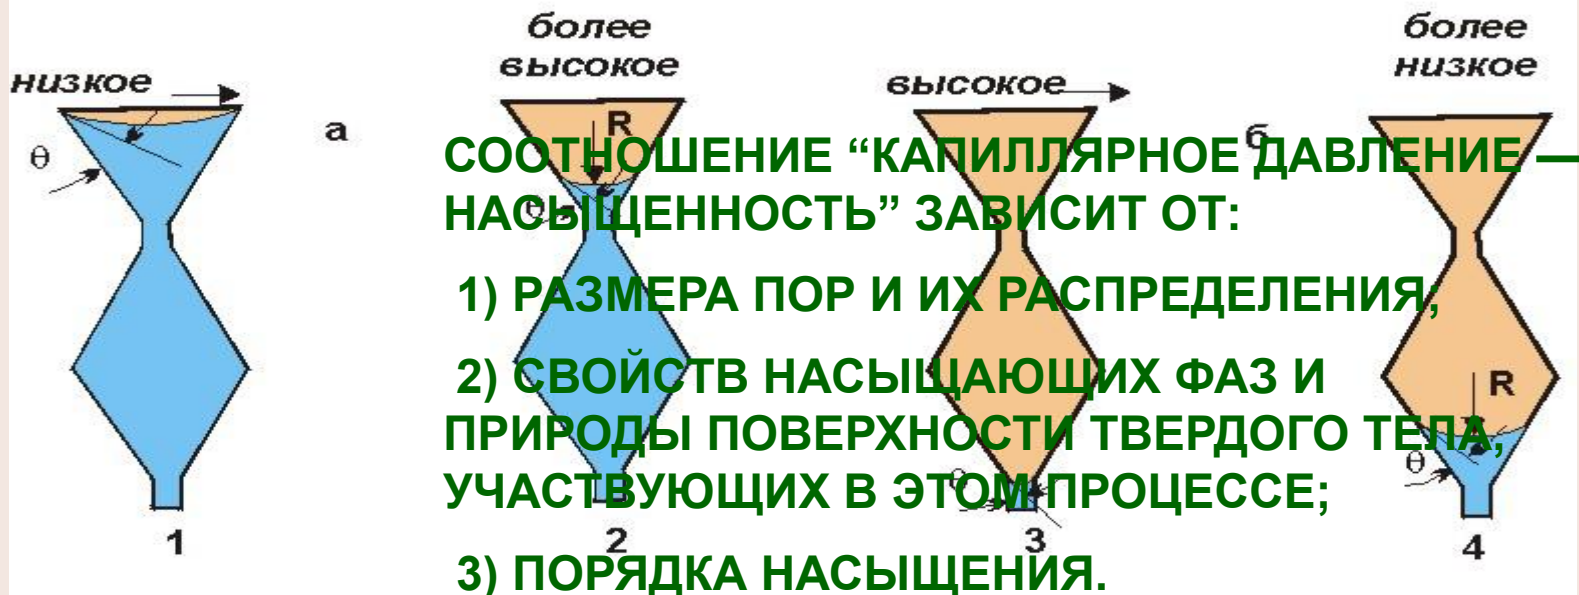 более
высокое
более
низкое
низкое
высокое
а
б
R
θ
СООТНОШЕНИЕ “КАПИЛЛЯРНОЕ ДАВЛЕНИЕ —
НАСЫЩЕННОСТЬ” ЗАВИСИТ ОТ:
θ
1) РАЗМЕРА ПОР И ИХ РАСПРЕДЕЛЕНИЯ;
2) СВОЙСТВ НАСЫЩАЮЩИХ ФАЗ И
R
ПРИРОДЫ ПОВЕРХНОСТИ ТВЕРДОГО ТЕЛА,
θ
УЧАСТВУЮЩИХ В ЭТОМ ПРОЦЕССЕ;
θ
1
2
3
4
3) ПОРЯДКА НАСЫЩЕНИЯ.